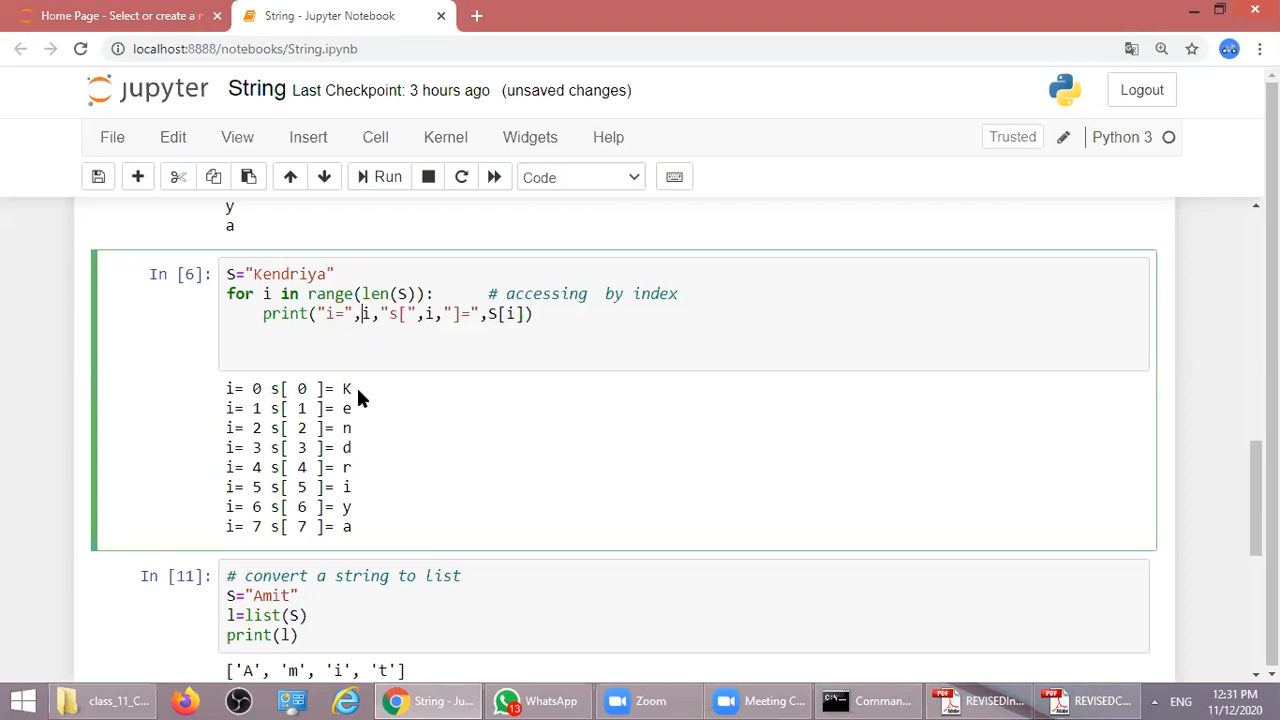 Home Page - Select or create a n
String - Jupyter Notebook
localhost:8888/notebooks/String.ipynb
jupyter String Last Checkpoint: 3 hours ago (unsaved changes) Logout
File Edit View Insert Cell Kernel Widgets Help Trusted Python 3
Run Code
y
a
In [6]: S="Kendriya"
for i in range(len(S)): # accessing by index
print("i=",i,"s[",i,"]=",S[i])
i= 0 s[ 0 ]= K
i= 1 s[ 1 ]= e
i= 2 s[ 2 ]= n
i= 3 s[ 3 ]= d
i= 4 s[ 4 ]= r
i= 5 s[ 5 ]= i
i= 6 s[ 6 ]= y
i= 7 s[ 7 ]= a
In [11]: # convert a string to list
S="Amit"
l=list(S)
print(l)
['A', 'm', 'i', 't']
class_11_C... String - Ju... 13 WhatsApp Zoom Meeting C... Comman... REVISEDIn... REVISEDC... ENG 12:31 PM
11/12/2020